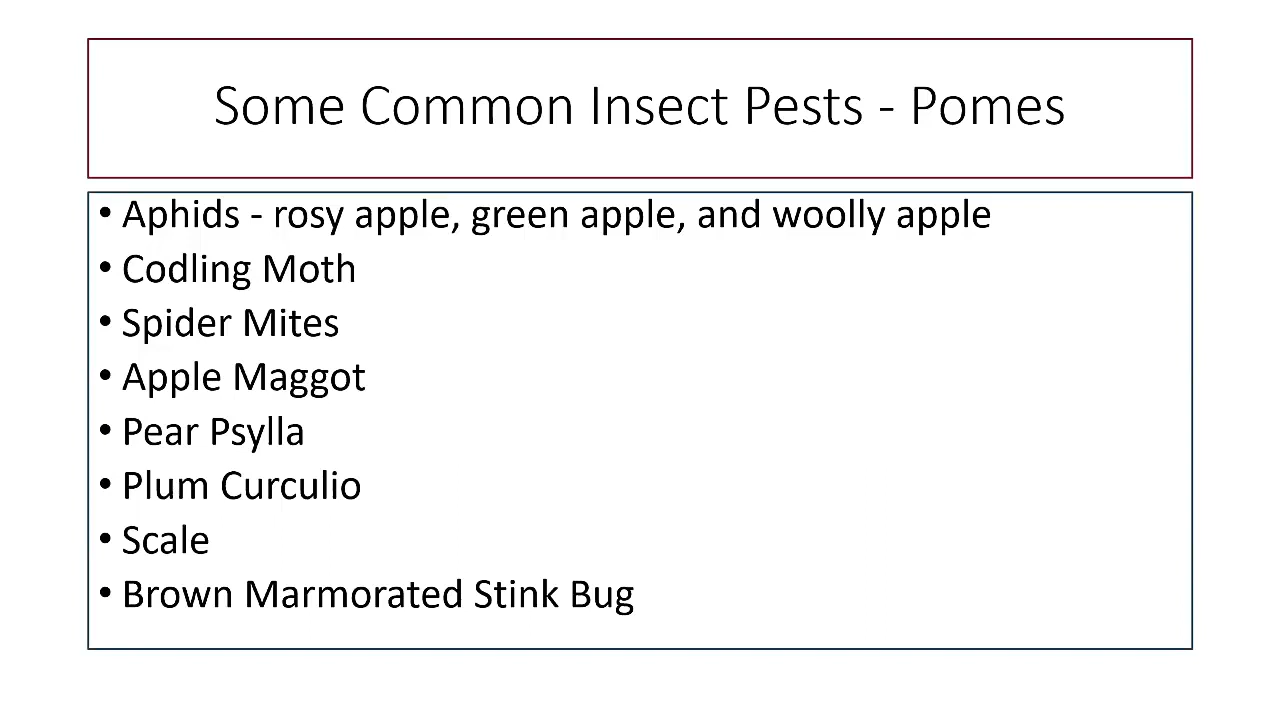 Some Common Insect Pests - Pomes
• Aphids - rosy apple, green apple, and woolly apple
• Codling Moth
• Spider Mites
• Apple Maggot
• Pear Psylla
• Plum Curculio
• Scale
• Brown Marmorated Stink Bug